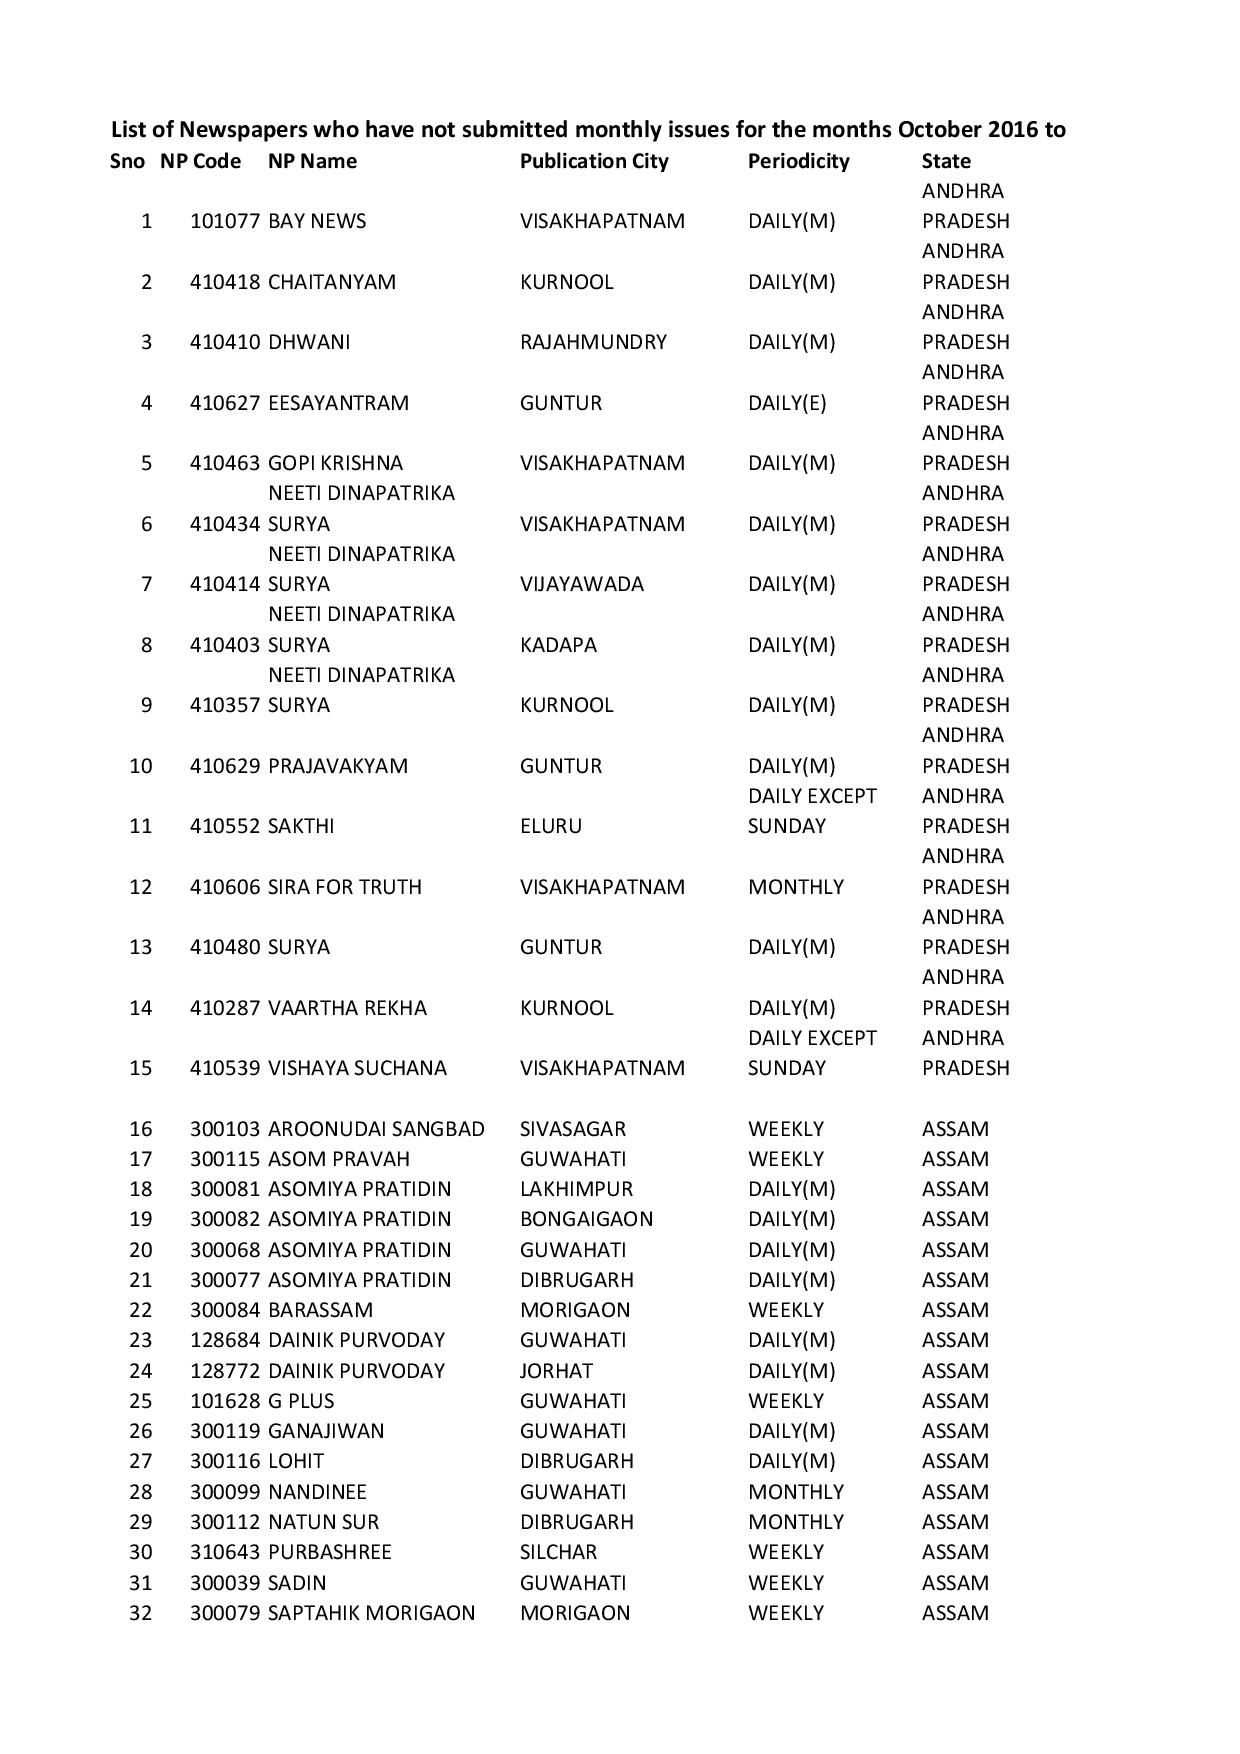 List of Newspapers who have not submitted monthly issues for the months October 2016 to
Sno NP Code NP Name Publication City Periodicity State
ANDHRA
1 101077 BAY NEWS VISAKHAPATNAM DAILY(M) PRADESH
ANDHRA
2 410418 CHAITANYAM KURNOOL DAILY(M) PRADESH
ANDHRA
3 410410 DHWANI RAJAHMUNDRY DAILY(M) PRADESH
ANDHRA
4 410627 EESAYANTRAM GUNTUR DAILY(E) PRADESH
ANDHRA
5 410463 GOPI KRISHNA VISAKHAPATNAM DAILY(M) PRADESH
NEETI DINAPATRIKA ANDHRA
6 410434 SURYA VISAKHAPATNAM DAILY(M) PRADESH
NEETI DINAPATRIKA ANDHRA
7 410414 SURYA VIJAYAWADA DAILY(M) PRADESH
NEETI DINAPATRIKA ANDHRA
8 410403 SURYA KADAPA DAILY(M) PRADESH
NEETI DINAPATRIKA ANDHRA
9 410357 SURYA KURNOOL DAILY(M) PRADESH
ANDHRA
10 410629 PRAJAVAKYAM GUNTUR DAILY(M) PRADESH
DAILY EXCEPT ANDHRA
11 410552 SAKTHI ELURU SUNDAY PRADESH
ANDHRA
12 410606 SIRA FOR TRUTH VISAKHAPATNAM MONTHLY PRADESH
ANDHRA
13 410480 SURYA GUNTUR DAILY(M) PRADESH
ANDHRA
14 410287 VAARTHA REKHA KURNOOL DAILY(M) PRADESH
DAILY EXCEPT ANDHRA
15 410539 VISHAYA SUCHANA VISAKHAPATNAM SUNDAY PRADESH
16 300103 AROONUDAI SANGBAD SIVASAGAR WEEKLY ASSAM
17 300115 ASOM PRAVAH GUWAHATI WEEKLY ASSAM
18 300081 ASOMIYA PRATIDIN LAKHIMPUR DAILY(M) ASSAM
19 300082 ASOMIYA PRATIDIN BONGAIGAON DAILY(M) ASSAM
20 300068 ASOMIYA PRATIDIN GUWAHATI DAILY(M) ASSAM
21 300077 ASOMIYA PRATIDIN DIBRUGARH DAILY(M) ASSAM
22 300084 BARASSAM MORIGAON WEEKLY ASSAM
23 128684 DAINIK PURVODAY GUWAHATI DAILY(M) ASSAM
24 128772 DAINIK PURVODAY JORHAT DAILY(M) ASSAM
25 101628 G PLUS GUWAHATI WEEKLY ASSAM
26 300119 GANAJIWAN GUWAHATI DAILY(M) ASSAM
27 300116 LOHIT DIBRUGARH DAILY(M) ASSAM
28 300099 NANDINEE GUWAHATI MONTHLY ASSAM
29 300112 NATUN SUR DIBRUGARH MONTHLY ASSAM
30 310643 PURBASHREE SILCHAR WEEKLY ASSAM
31 300039 SADIN GUWAHATI WEEKLY ASSAM
32 300079 SAPTAHIK MORIGAON MORIGAON WEEKLY ASSAM